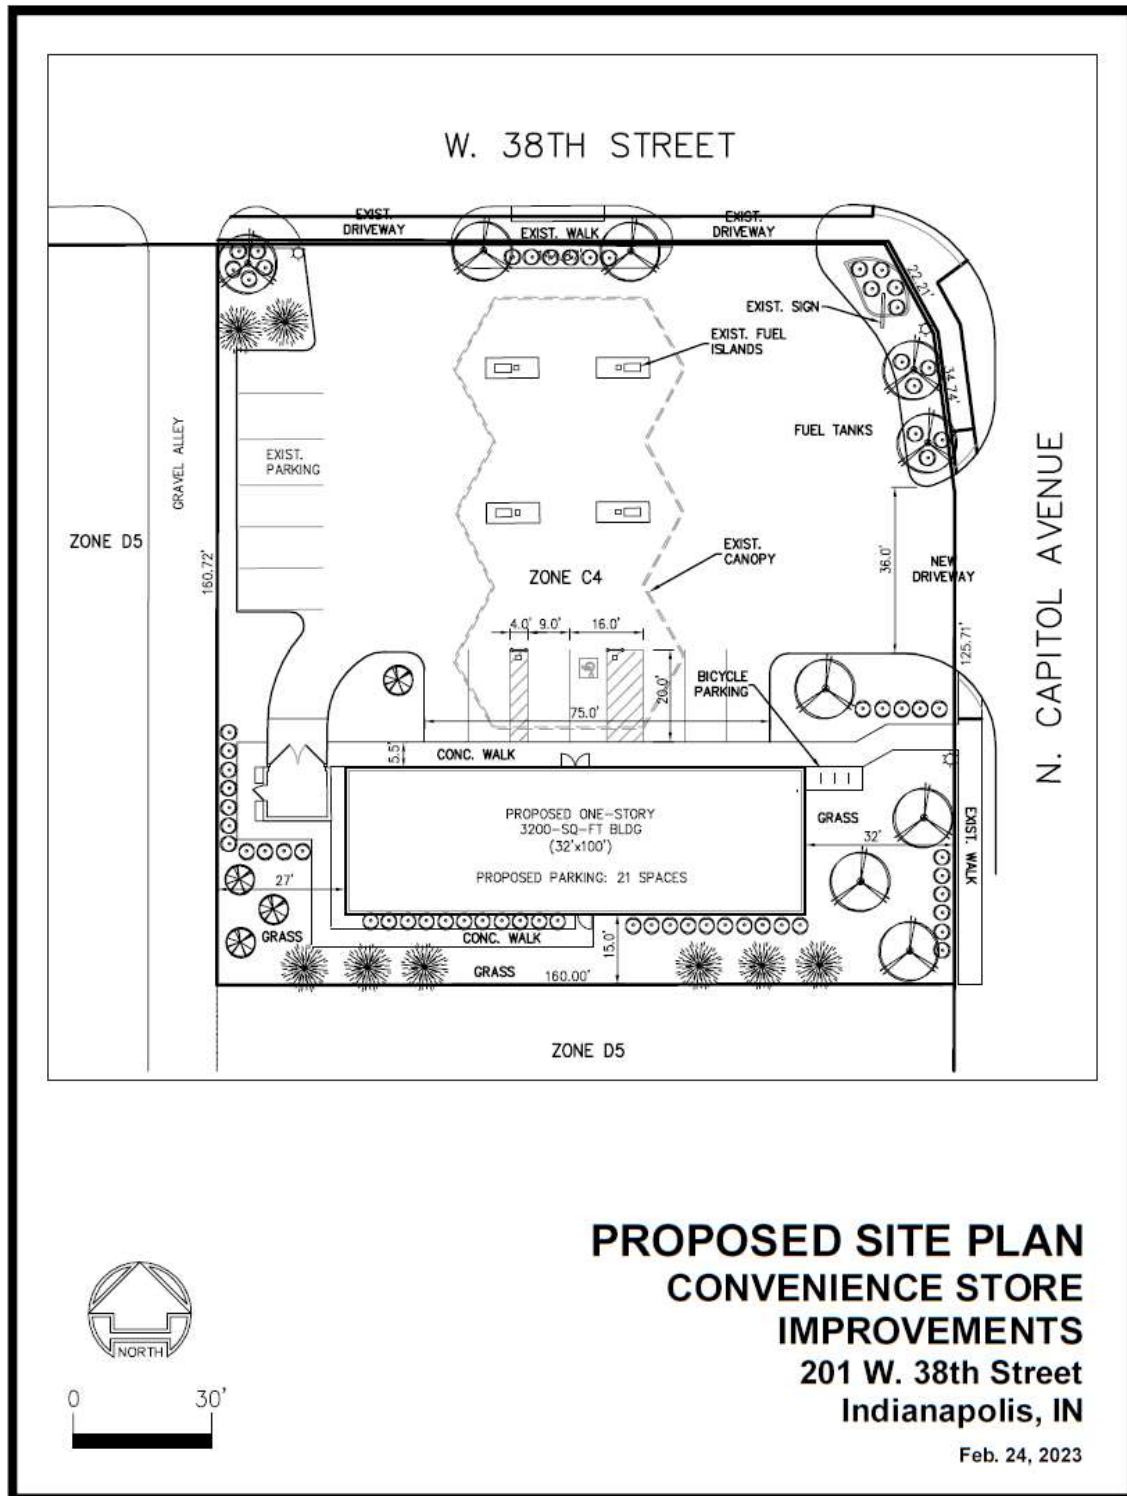 W. 38TH STREET
EXIST.
DRIVEWAY
EXIST. WALK
EXIST.
DRIVEWAY
22.21'
EXIST. SIGN
EXIST. FUEL
ISLANDS
34.74'
FUEL TANKS
GRAVEL ALLEY
EXIST.
PARKING
ZONE D5
160.72'
EXIST.
CANOPY
ZONE C4
36.0'
NEW
DRIVEWAY
N. CAPITOL AVENUE
4.0'
9.0'
16.0'
125.71'
BICYCLE
PARKING
20.0'
75.0'
5.5'
CONC. WALK
PROPOSED ONE-STORY
3200-SQ-FT BLDG
(32'x100')
PROPOSED PARKING: 21 SPACES
GRASS
32'
EXIST. WALK
27'
GRASS
CONC. WALK
15.0'
GRASS
160.00'
ZONE D5
PROPOSED SITE PLAN
CONVENIENCE STORE
IMPROVEMENTS
201 W. 38th Street
Indianapolis, IN
Feb. 24, 2023
NORTH
0 30'